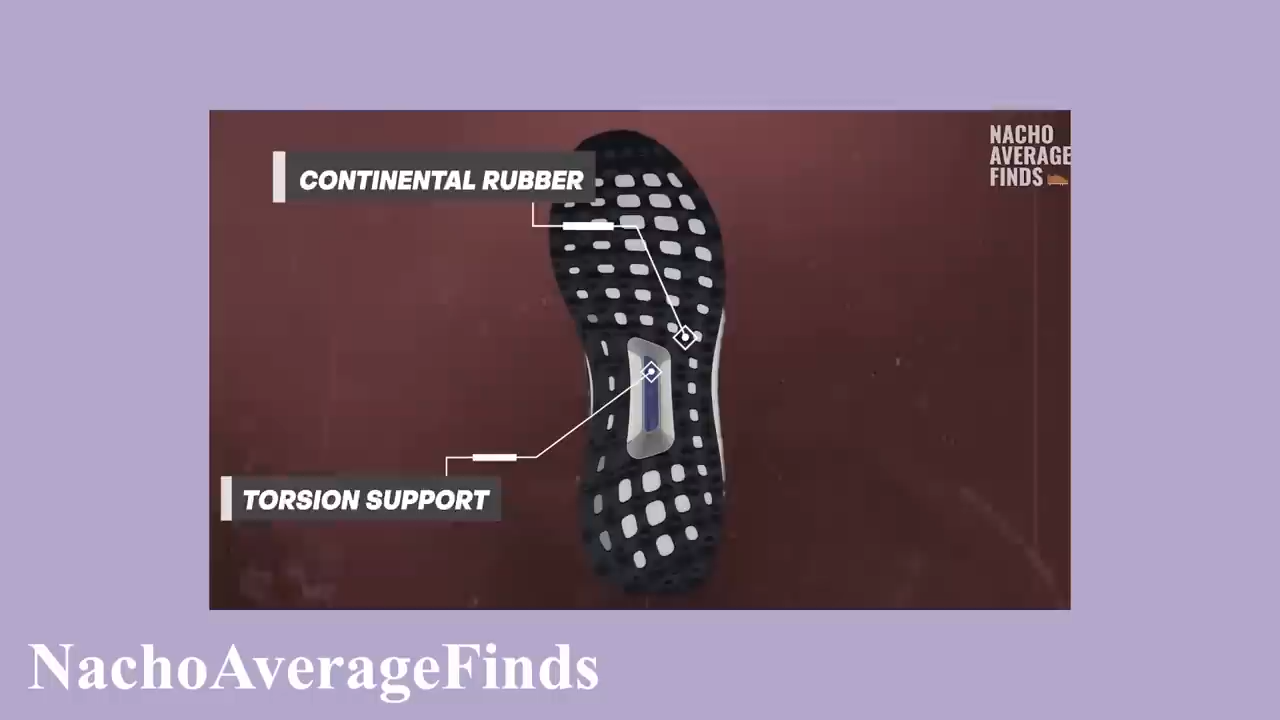 NACHO
AVERAGE
FINDS
CONTINENTAL RUBBER
TORSION SUPPORT
NachoAverageFinds